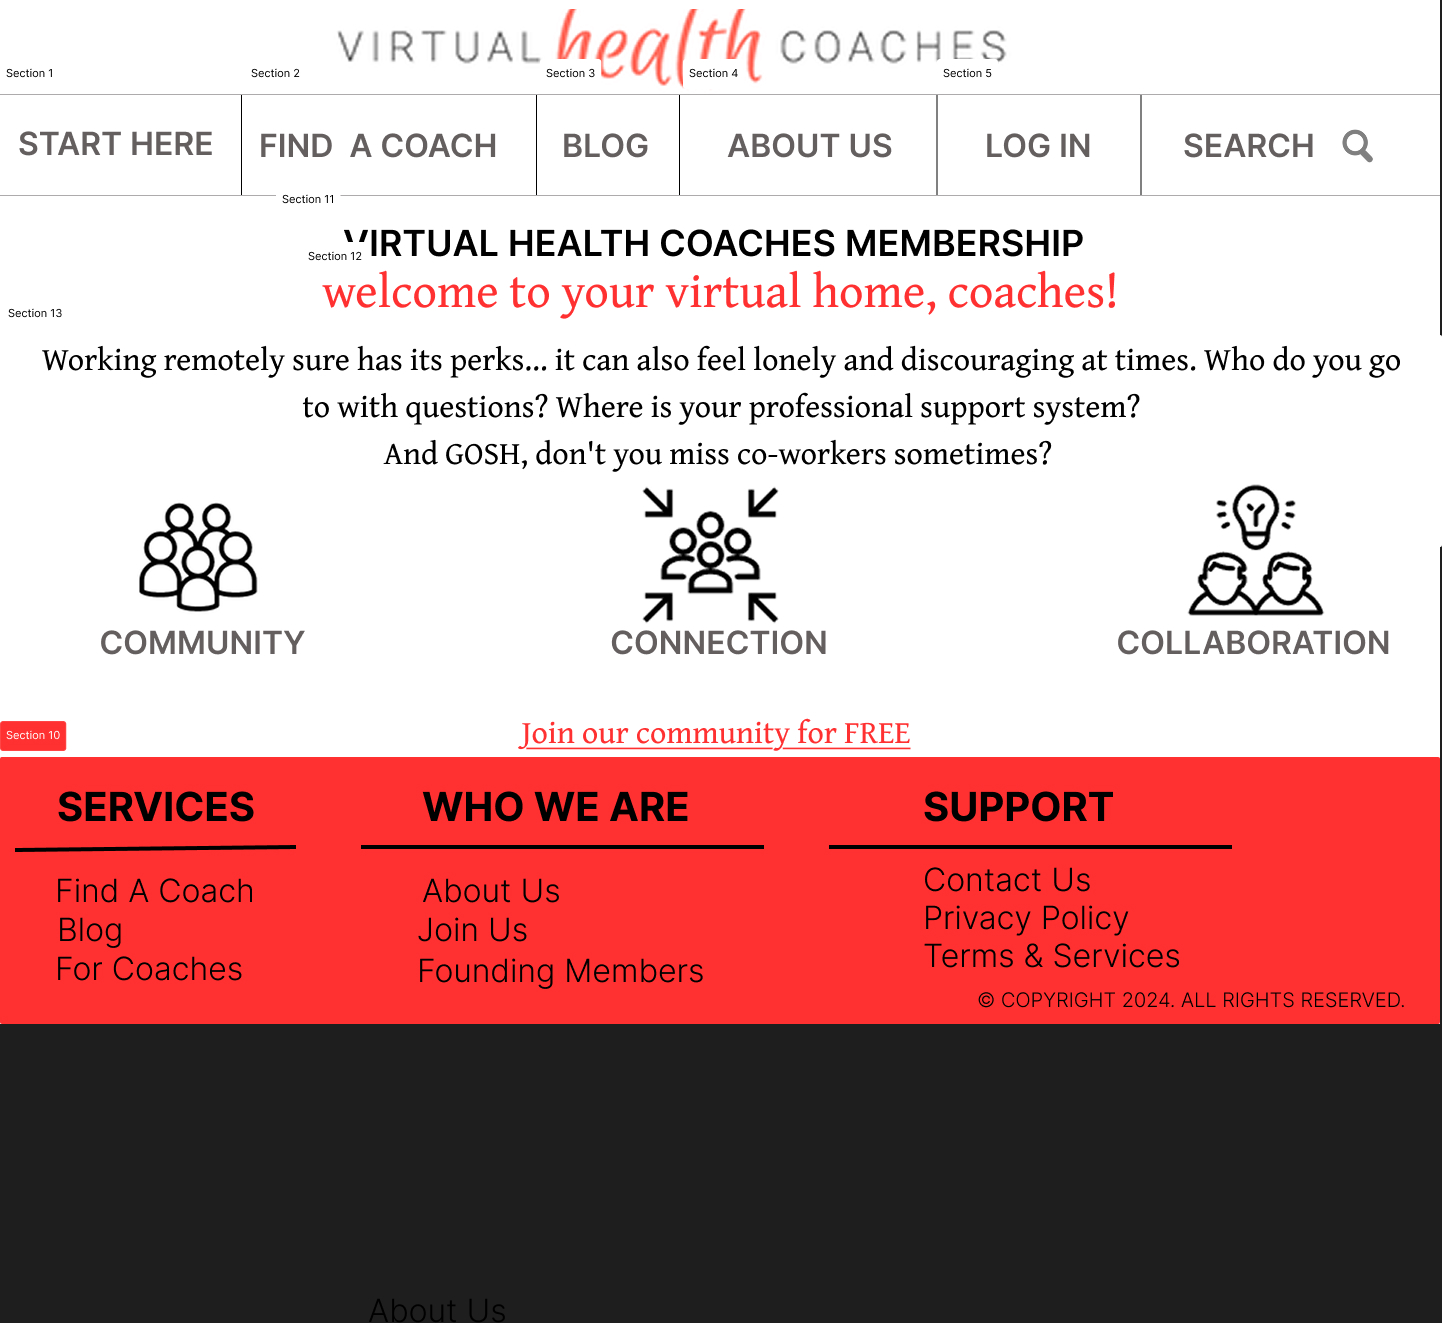 VIRTUAL health COACHES
Section 1
Section 2
Section 3
Section 4
Section 5
START HERE
FIND A COACH
BLOG
ABOUT US
LOG IN
SEARCH
Section 11
VIRTUAL HEALTH COACHES MEMBERSHIP
Section 12
welcome to your virtual home, coaches!
Section 13
Working remotely sure has its perks... it can also feel lonely and discouraging at times. Who do you go
to with questions? Where is your professional support system?
And GOSH, don't you miss co-workers sometimes?
COMMUNITY
CONNECTION
COLLABORATION
Join our community for FREE
Section 10
SERVICES
Find A Coach
Blog
For Coaches
WHO WE ARE
About Us
Join Us
Founding Members
SUPPORT
Contact Us
Privacy Policy
Terms & Services
© COPYRIGHT 2024. ALL RIGHTS RESERVED.
About Us